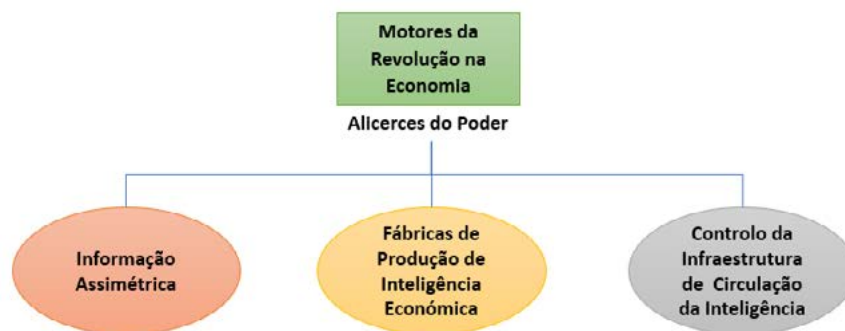 Motores da
Revolução na
Economia
Alicerces do Poder
Informação
Assimétrica
Fábricas de
Produção de
Inteligência
Económica
Controlo da
Infraestrutura
de Circulação
da Inteligência